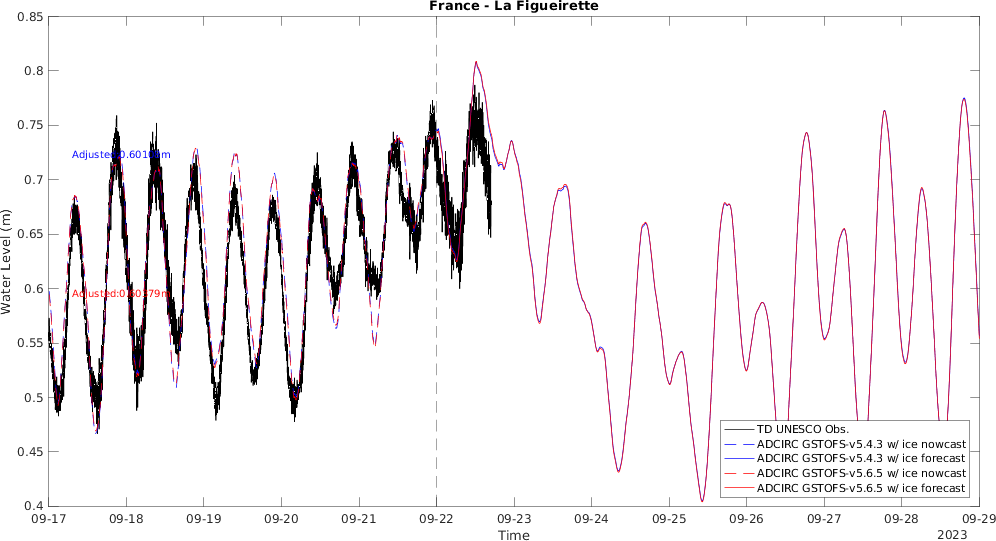 France - La Figueirette
0.85
0.8
0.75
0.7
0.65
0.6
0.55
0.5
0.45
0.4
Water Level (m)
TD UNESCO Obs.
ADCIRC GSTOFS-v5.4.3 w/ ice nowcast
ADCIRC GSTOFS-v5.4.3 w/ ice forecast
ADCIRC GSTOFS-v5.6.5 w/ ice nowcast
ADCIRC GSTOFS-v5.6.5 w/ ice forecast
09-17 09-18 09-19 09-20 09-21 09-22 09-23 09-24 09-25 09-26 09-27 09-28 09-29
Time
2023